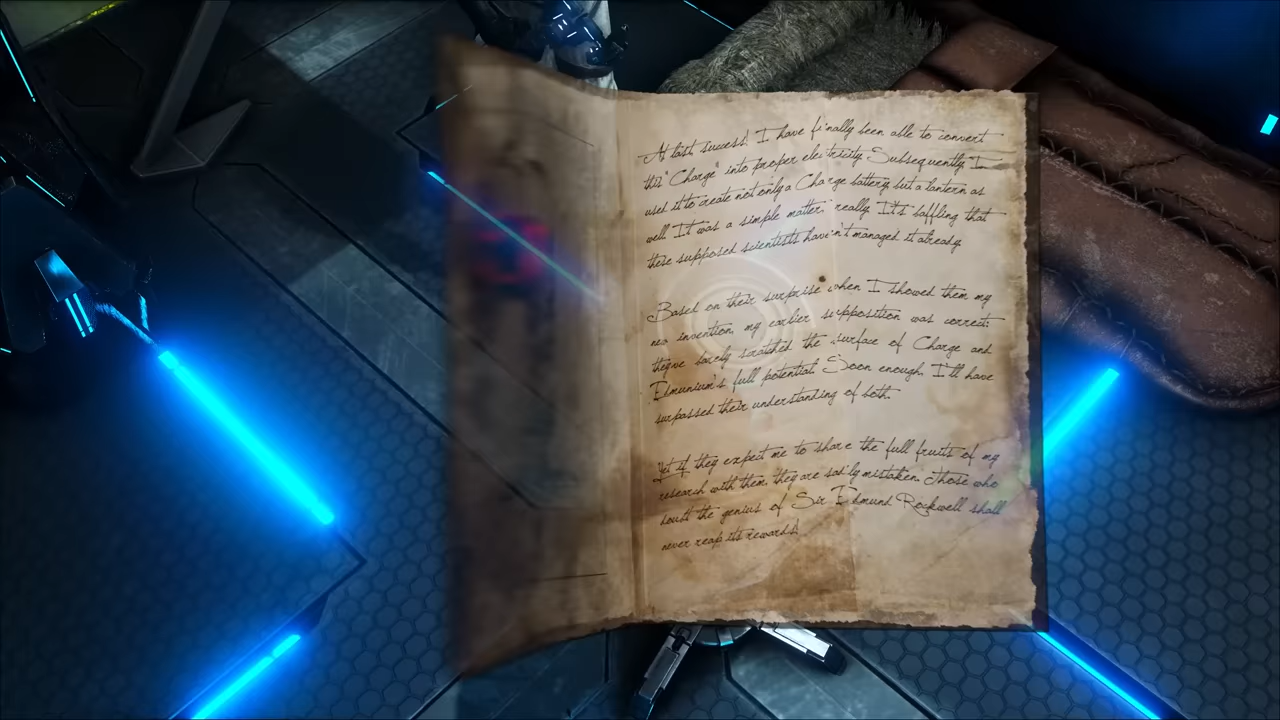 At last, success! I have finally been able to convert
this "Charge" into proper electricity. Subsequently, I
used it to create not only a Charge battery, but a lantern as
well. It was a simple matter, really. It's baffling that
these supposed scientists haven't managed it already.
Based on their surprise when I showed them my
new invention, my earlier supposition was correct:
they've barely scratched the surface of Charge and
Edmunium's full potential. Soon enough, I'll have
surpassed their understanding of both.
Yet if they expect me to share the full fruits of my
research with them, they are sadly mistaken. Those who
doubt the genius of Sir Edmund Rockwell shall
never reap its rewards!